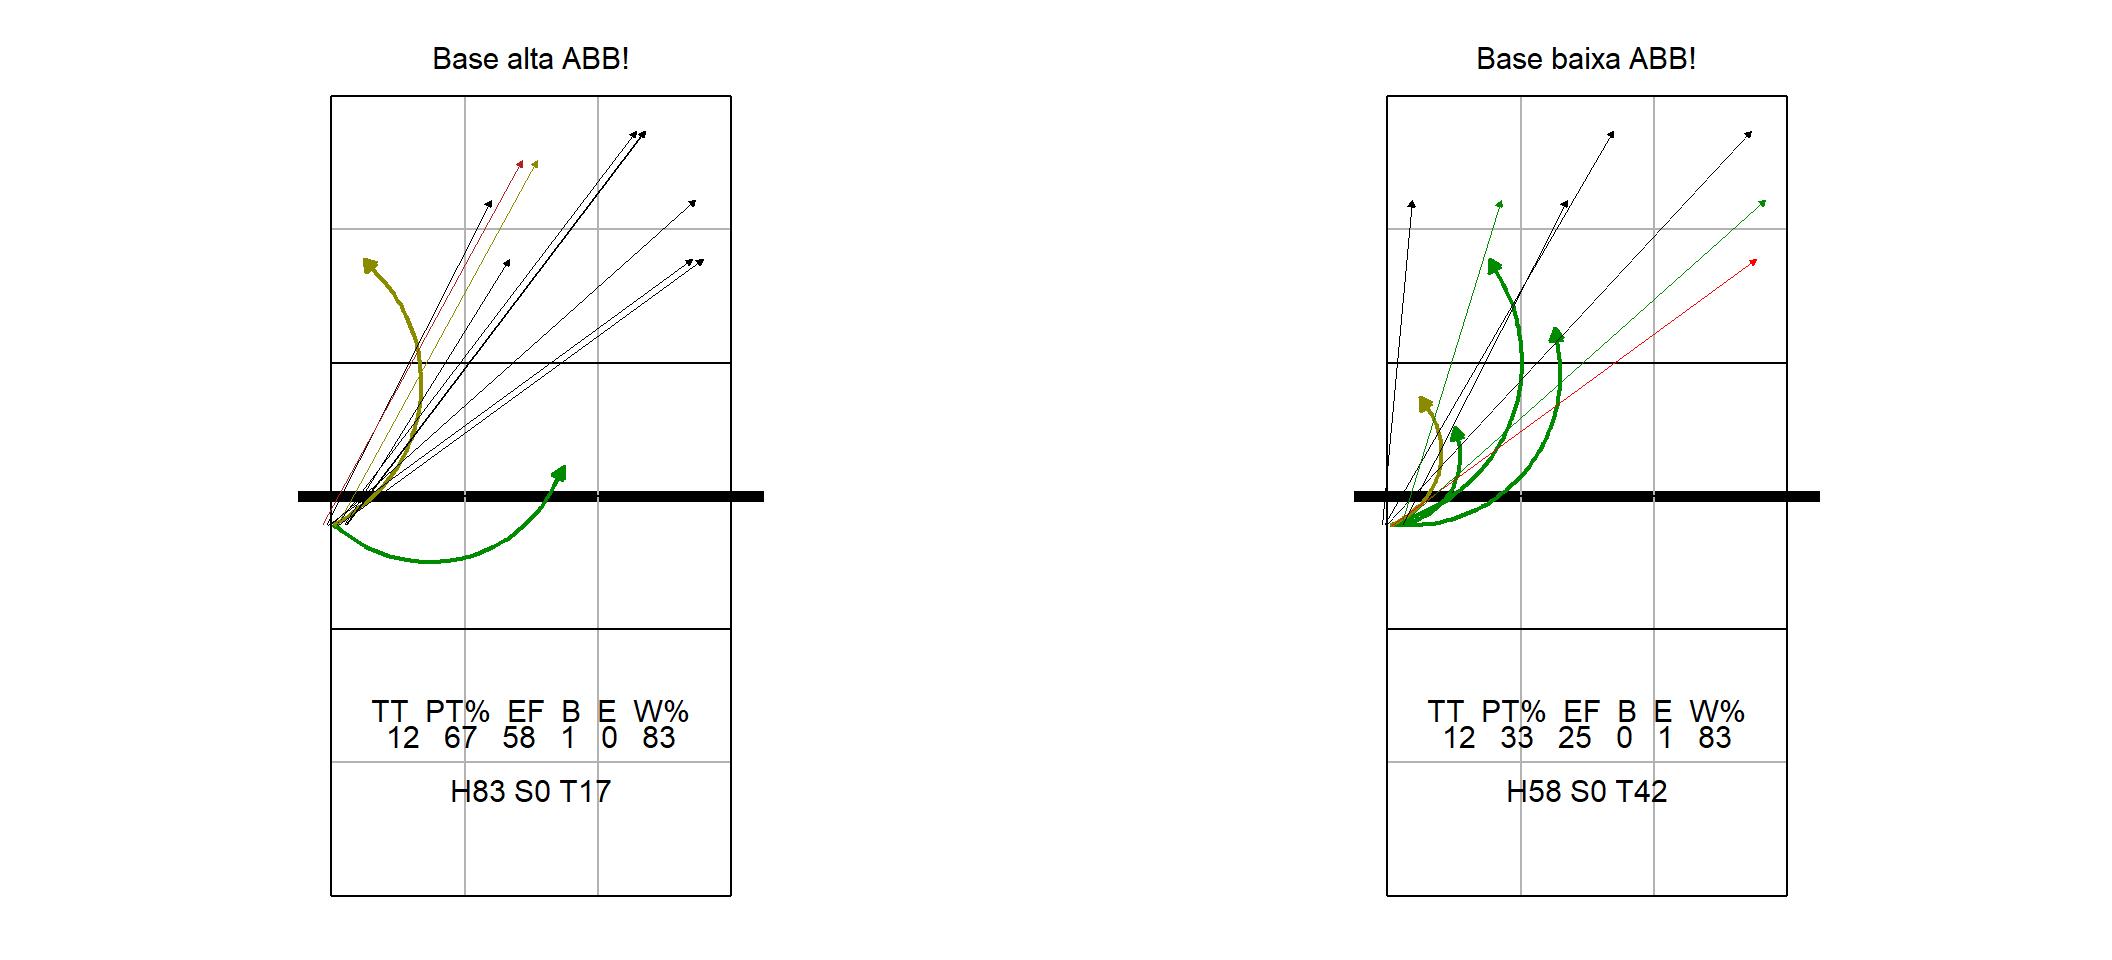 Base alta ABB!
TT PT% EF B E W%
12 67 58 1 0 83
H83 S0 T17
Base baixa ABB!
TT PT% EF B E W%
12 33 25 0 1 83
H58 S0 T42